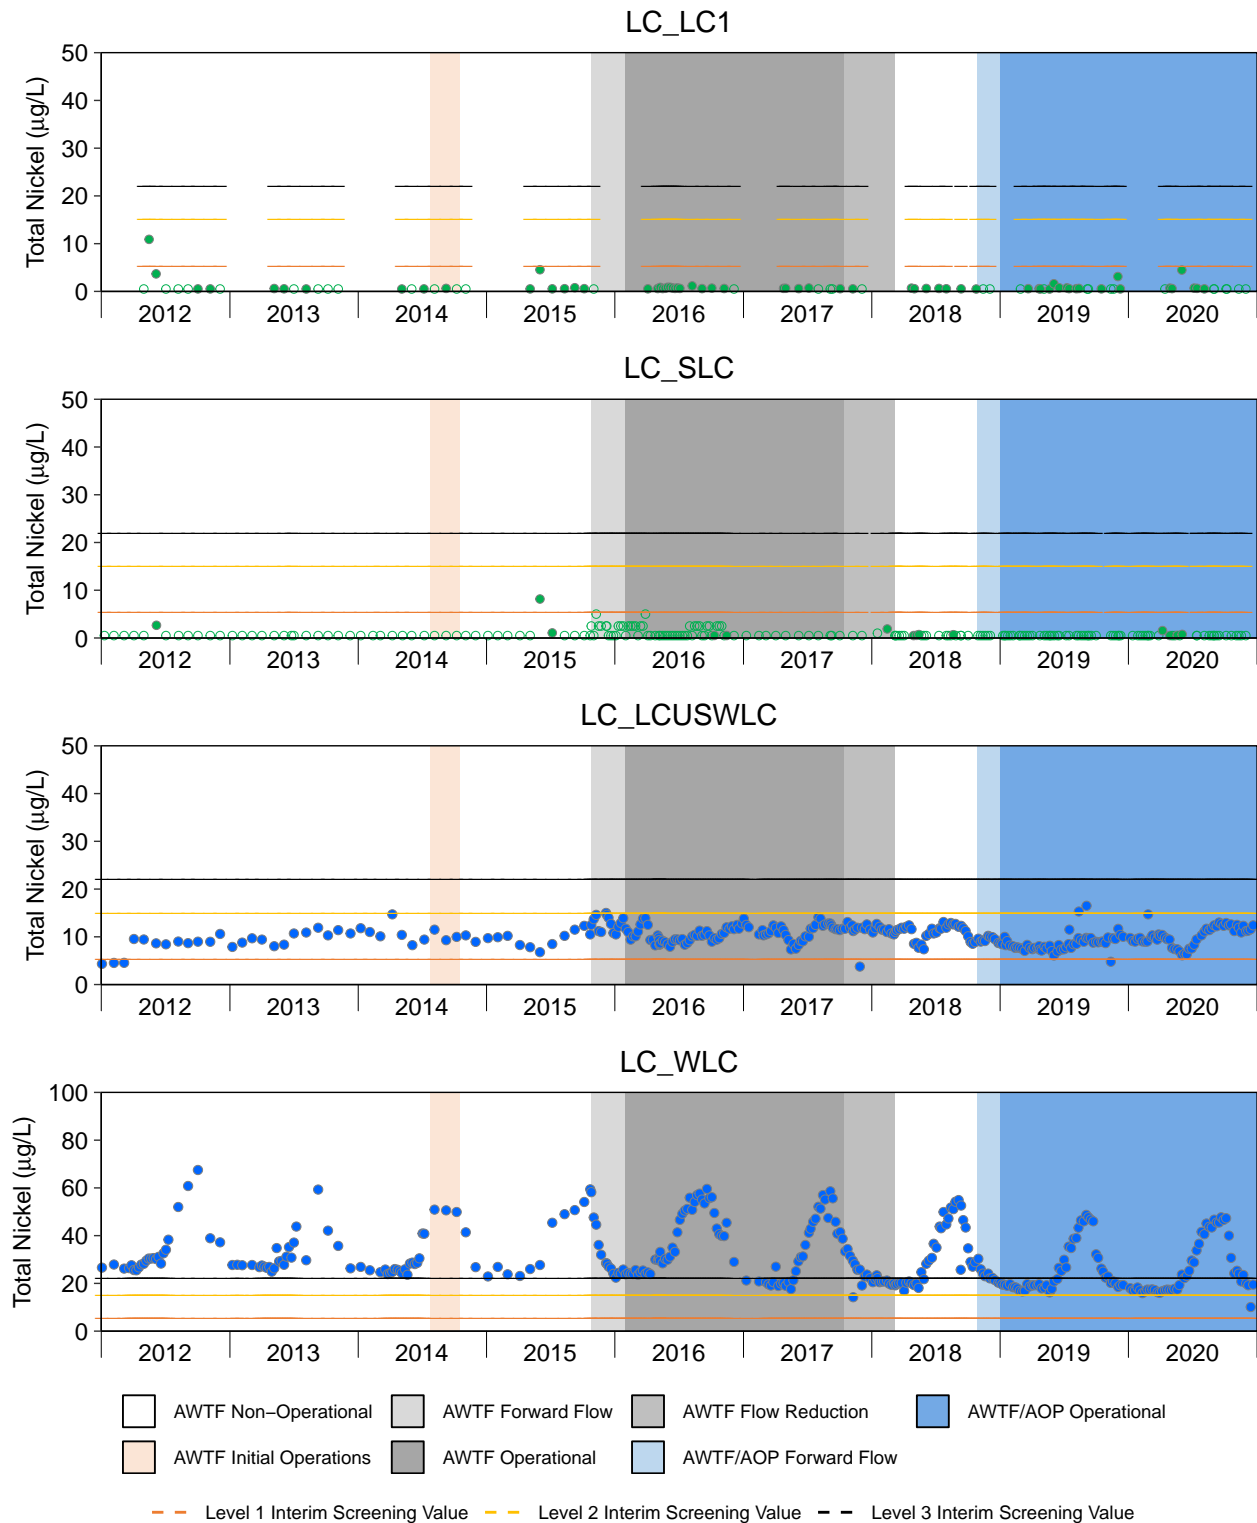 LC_LC1
Total Nickel (µg/L)
50
40
30
20
10
0
2012 2013 2014 2015 2016 2017 2018 2019 2020
LC_SLC
Total Nickel (µg/L)
50
40
30
20
10
0
2012 2013 2014 2015 2016 2017 2018 2019 2020
LC_LCUSWLC
Total Nickel (µg/L)
50
40
30
20
10
0
2012 2013 2014 2015 2016 2017 2018 2019 2020
LC_WLC
Total Nickel (µg/L)
100
80
60
40
20
0
2012 2013 2014 2015 2016 2017 2018 2019 2020
AWTF Non−Operational AWTF Forward Flow AWTF Flow Reduction AWTF/AOP Operational
AWTF Initial Operations AWTF Operational AWTF/AOP Forward Flow
Level 1 Interim Screening Value Level 2 Interim Screening Value Level 3 Interim Screening Value